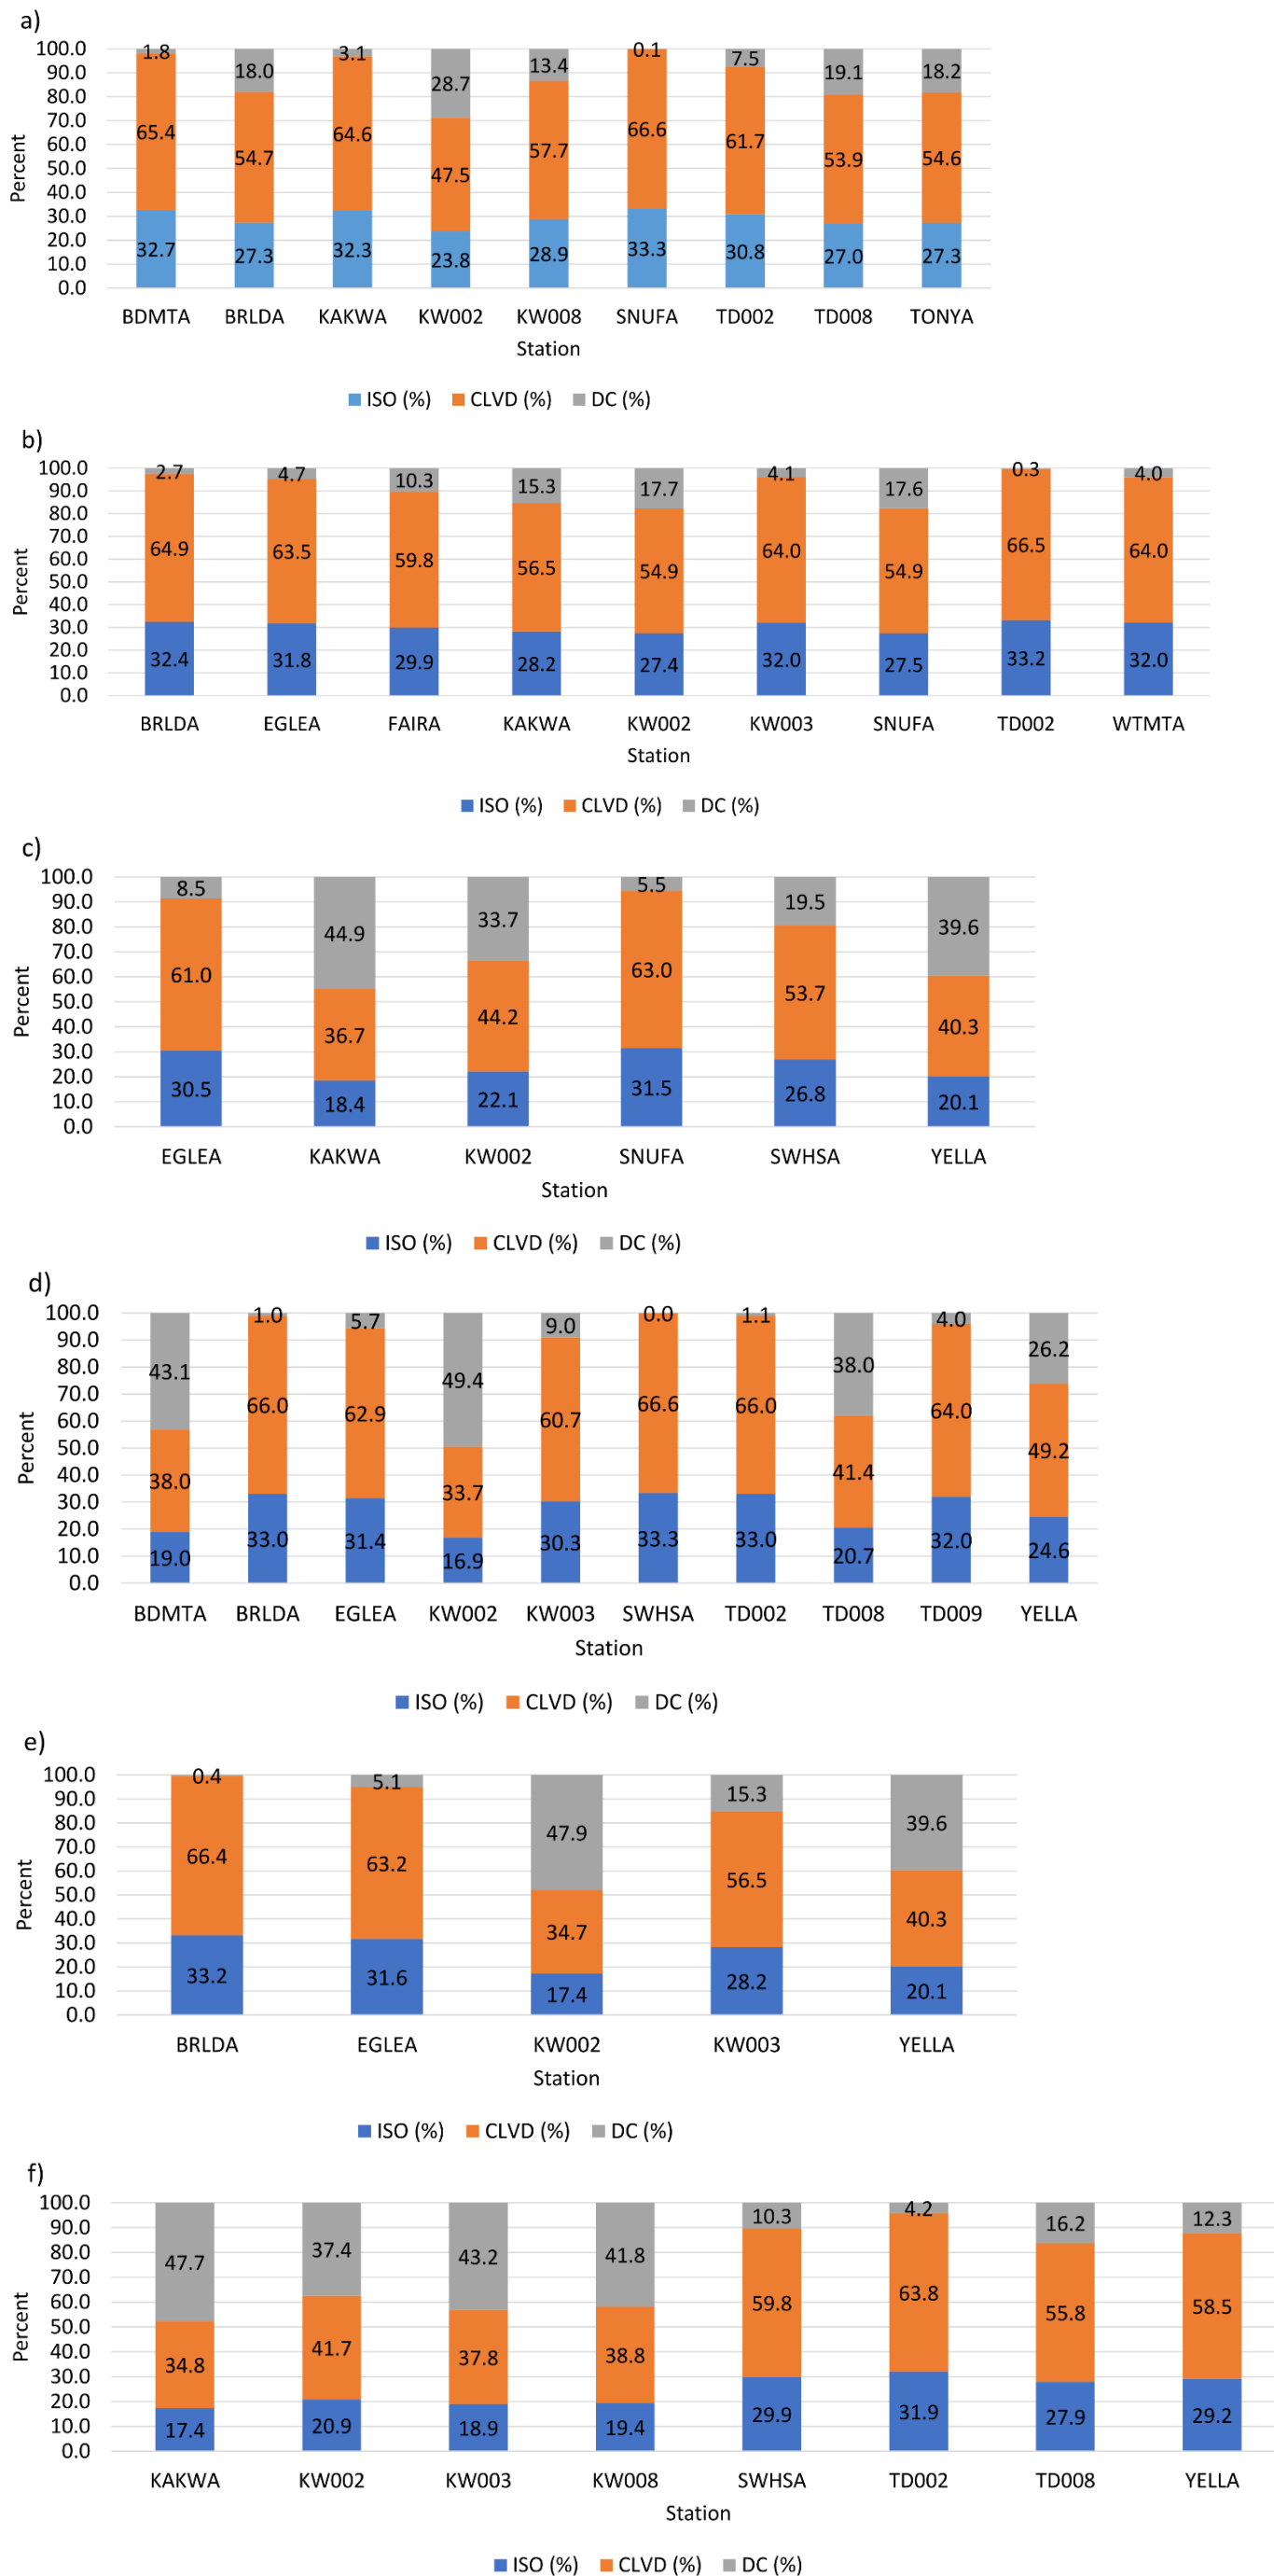 a)
100.0 1.8 18.0 3.1 28.7 13.4 0.1 7.5 19.1 18.2
90.0
80.0
70.0 65.4 54.7 64.6 47.5 57.7 66.6 61.7 53.9 54.6
60.0
50.0
40.0
30.0
20.0 32.7 27.3 32.3 23.8 28.9 33.3 30.8 27.0 27.3
10.0
0.0
Percent
BDMTA BRLDA KAKWA KW002 KW008 SNUFA TD002 TD008 TONYA
Station
ISO (%) CLVD (%) DC (%)
b)
100.0 2.7 4.7 10.3 15.3 17.7 4.1 17.6 0.3 4.0
90.0
80.0
70.0
60.0 64.9 63.5 59.8 56.5 54.9 64.0 54.9 66.5 64.0
50.0
40.0
30.0
20.0 32.4 31.8 29.9 28.2 27.4 32.0 27.5 33.2 32.0
10.0
0.0
Percent
BRLDA EGLEA FAIRA KAKWA KW002 KW003 SNUFA TD002 WTMTA
Station
ISO (%) CLVD (%) DC (%)
c)
100.0 8.5 44.9 33.7 5.5 19.5 39.6
90.0
80.0
70.0
60.0 61.0 36.7 44.2 63.0 53.7 40.3
50.0
40.0
30.0
20.0 30.5 18.4 22.1 31.5 26.8 20.1
10.0
0.0
Percent
EGLEA KAKWA KW002 SNUFA SWHSA YELLA
Station
ISO (%) CLVD (%) DC (%)
d)
100.0 43.1 1.0 5.7 49.4 9.0 0.0 1.1 38.0 4.0 26.2
90.0
80.0
70.0
60.0 38.0 66.0 62.9 33.7 60.7 66.6 66.0 41.4 64.0 49.2
50.0
40.0
30.0
20.0 19.0 33.0 31.4 16.9 30.3 33.3 33.0 20.7 32.0 24.6
10.0
0.0
Percent
BDMTA BRLDA EGLEA KW002 KW003 SWHSA TD002 TD008 TD009 YELLA
Station
ISO (%) CLVD (%) DC (%)
e)
100.0 0.4 5.1 47.9 15.3 39.6
90.0
80.0
70.0
60.0 66.4 63.2 34.7 56.5 40.3
50.0
40.0
30.0
20.0 33.2 31.6 17.4 28.2 20.1
10.0
0.0
Percent
BRLDA EGLEA KW002 KW003 YELLA
Station
ISO (%) CLVD (%) DC (%)
f)
100.0 47.7 37.4 43.2 41.8 10.3 4.2 16.2 12.3
90.0
80.0
70.0
60.0 34.8 41.7 37.8 38.8 59.8 63.8 55.8 58.5
50.0
40.0
30.0
20.0 17.4 20.9 18.9 19.4 29.9 31.9 27.9 29.2
10.0
0.0
Percent
KAKWA KW002 KW003 KW008 SWHSA TD002 TD008 YELLA
Station
ISO (%) CLVD (%) DC (%)